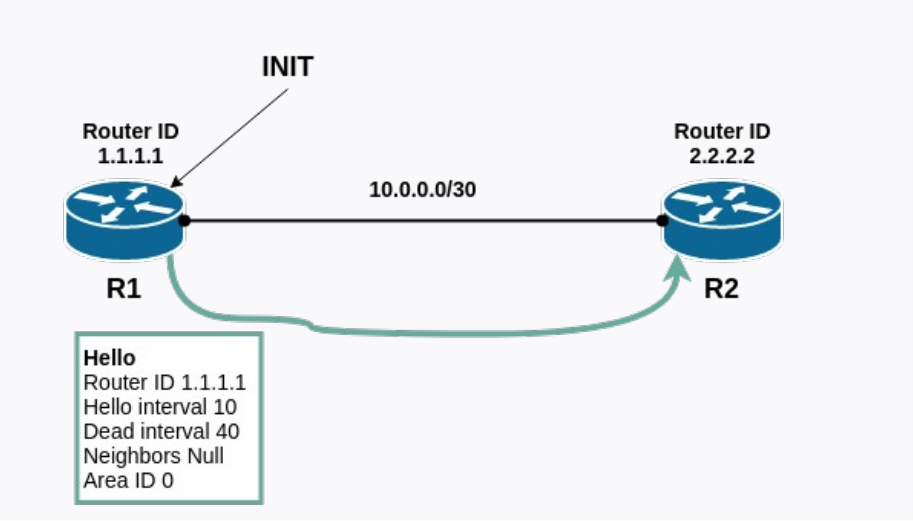 INIT
Router ID
1.1.1.1
Router ID
2.2.2.2
10.0.0.0/30
R1
R2
Hello
Router ID 1.1.1.1
Hello interval 10
Dead interval 40
Neighbors Null
Area ID 0